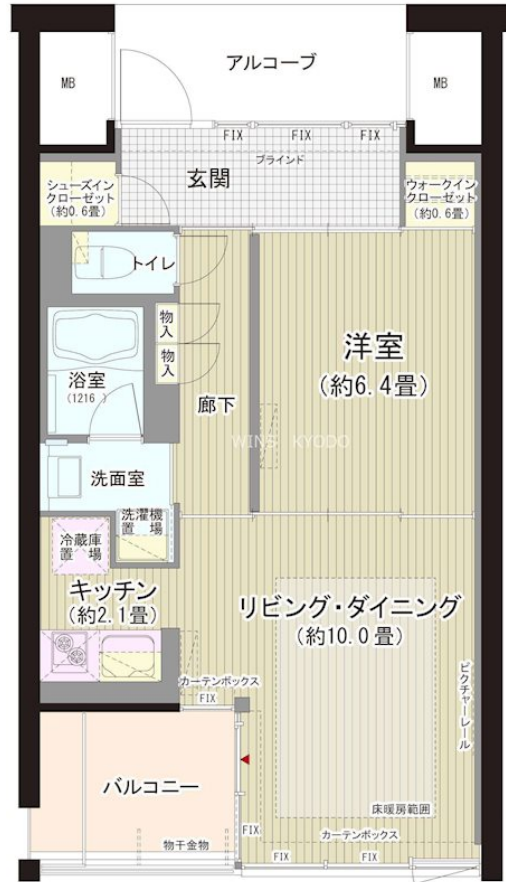 アルコーブ
MB
MB
FIX
FIX
FIX
ブラインド
玄関
シューズイン
クローゼット
(約0.6畳)
ウォークイン
クローゼット
(約0.6畳)
トイレ
物
入
物
入
洋室
(約6.4畳)
浴室
(1216 )
廊下
WINS KYODO
洗面室
洗濯機
置　場
冷蔵庫
置　場
キッチン
(約2.1畳)
リビング・ダイニング
(約10.0畳)
ピクチャーレール
カーテンボックス
FIX
バルコニー
床暖房範囲
物干金物
FIX
カーテンボックス
FIX
FIX